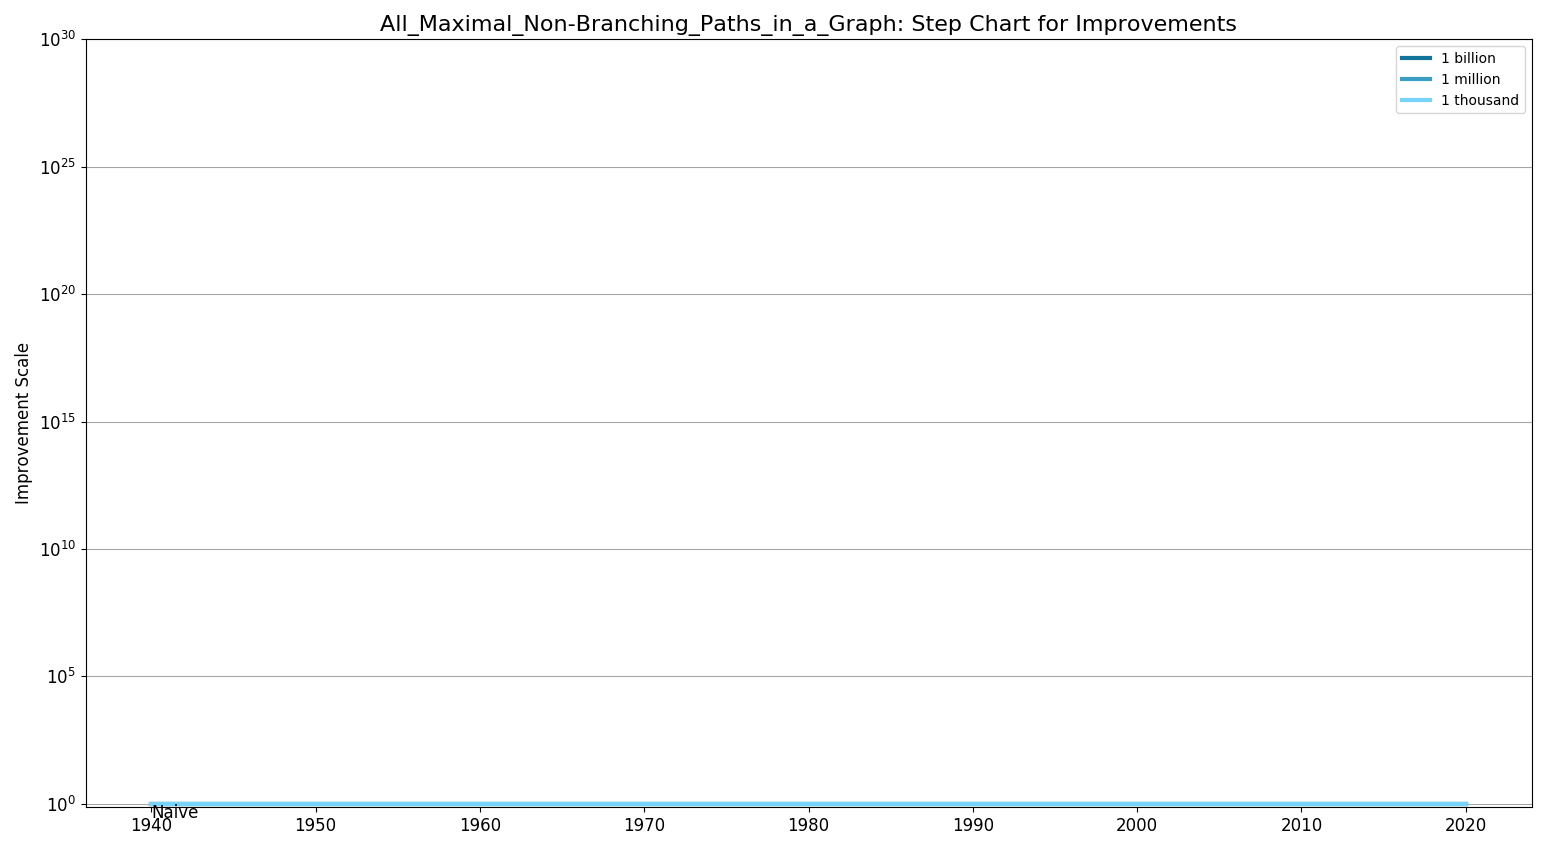 All_Maximal_Non-Branching_Paths_in_a_Graph: Step Chart for Improvements
10^30
10^25
10^20
10^15
10^10
10^5
10^0
Improvement Scale
1 billion
1 million
1 thousand
Naive
1940 1950 1960 1970 1980 1990 2000 2010 2020